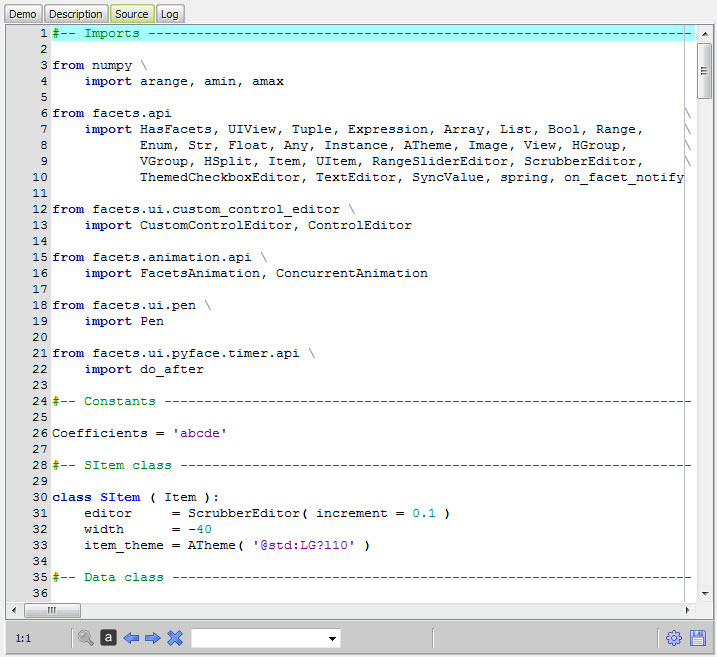 Demo Description Source Log
1 #-- Imports --------------------------------------------------------------------
2
3 from numpy \
4     import arange, amin, amax
5
6 from facets.api                                                                \
7     import HasFacets, UIView, Tuple, Expression, Array, List, Bool, Range,     \
8            Enum, Str, Float, Any, Instance, ATheme, Image, View, HGroup,       \
9            VGroup, HSplit, Item, UItem, RangeSliderEditor, ScrubberEditor,     \
10            ThemedCheckboxEditor, TextEditor, SyncValue, spring, on_facet_notify
11
12 from facets.ui.custom_control_editor \
13     import CustomControlEditor, ControlEditor
14
15 from facets.animation.api \
16     import FacetsAnimation, ConcurrentAnimation
17
18 from facets.ui.pen \
19     import Pen
20
21 from facets.ui.pyface.timer.api \
22     import do_after
23
24 #-- Constants ------------------------------------------------------------------
25
26 Coefficients = 'abcde'
27
28 #-- SItem class ----------------------------------------------------------------
29
30 class SItem ( Item ):
31     editor     = ScrubberEditor( increment = 0.1 )
32     width      = -40
33     item_theme = ATheme( '@std:LG?l10' )
34
35 #-- Data class -----------------------------------------------------------------
36
1:1 a